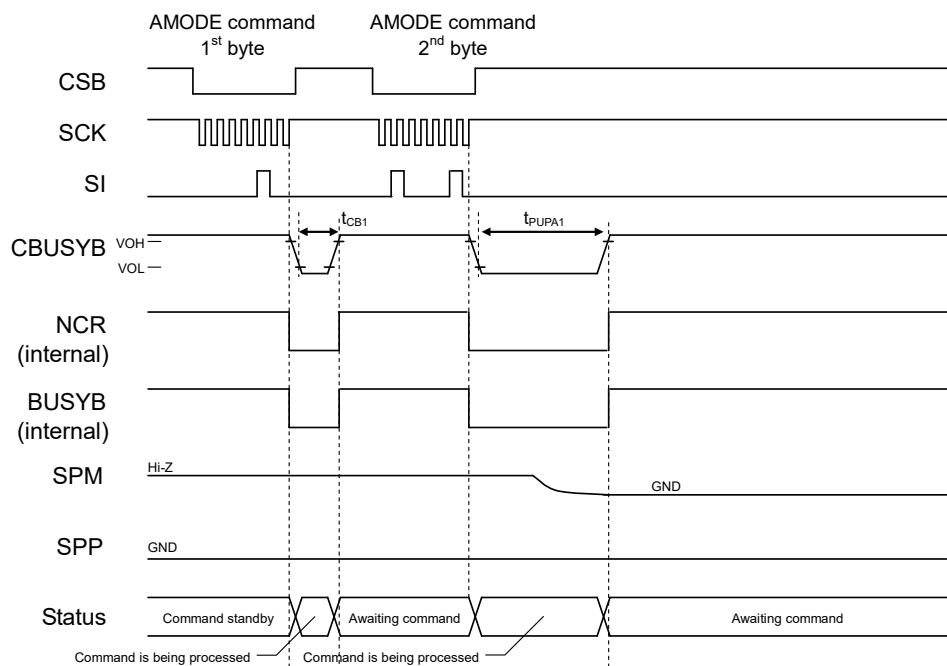 AMODE command
1st byte
AMODE command
2nd byte
CSB
SCK
SI
tCB1
tPUPA1
CBUSYB
VOH
VOL
NCR
(internal)
BUSYB
(internal)
SPM
Hi-Z
GND
SPP
GND
Status
Command standby
Awaiting command
Awaiting command
Command is being processed
Command is being processed